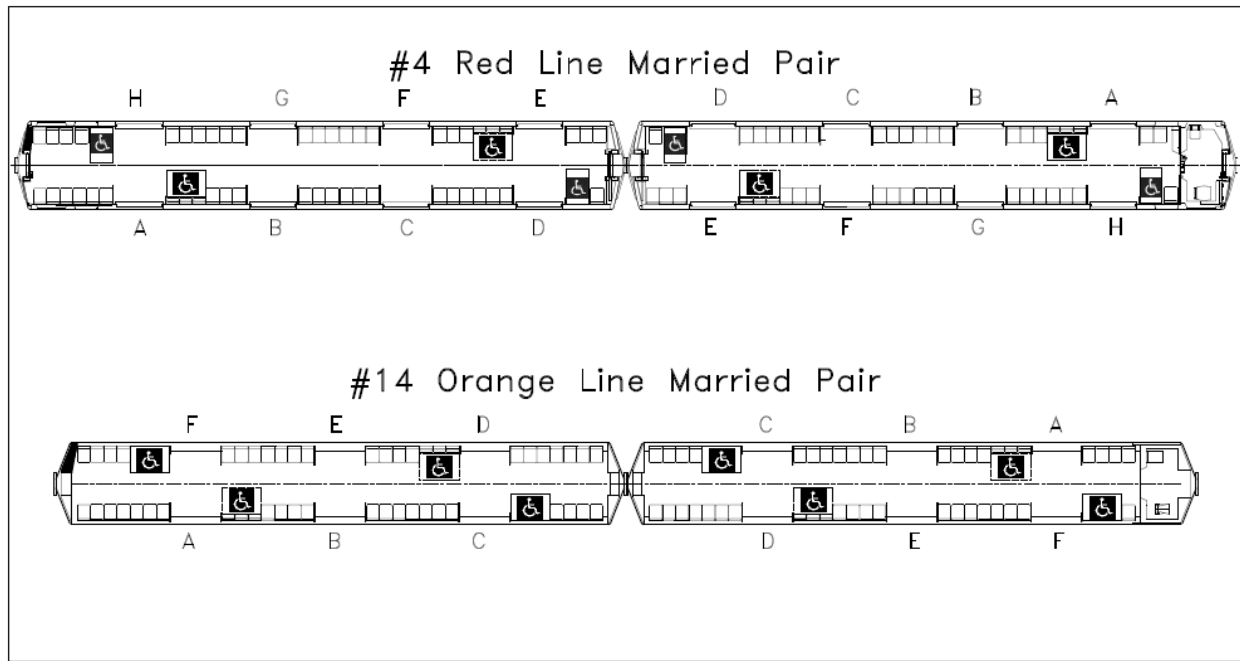 #4 Red Line Married Pair
H G F E D C B A
A B C D E F G H
#14 Orange Line Married Pair
F E D C B A
A B C D E F